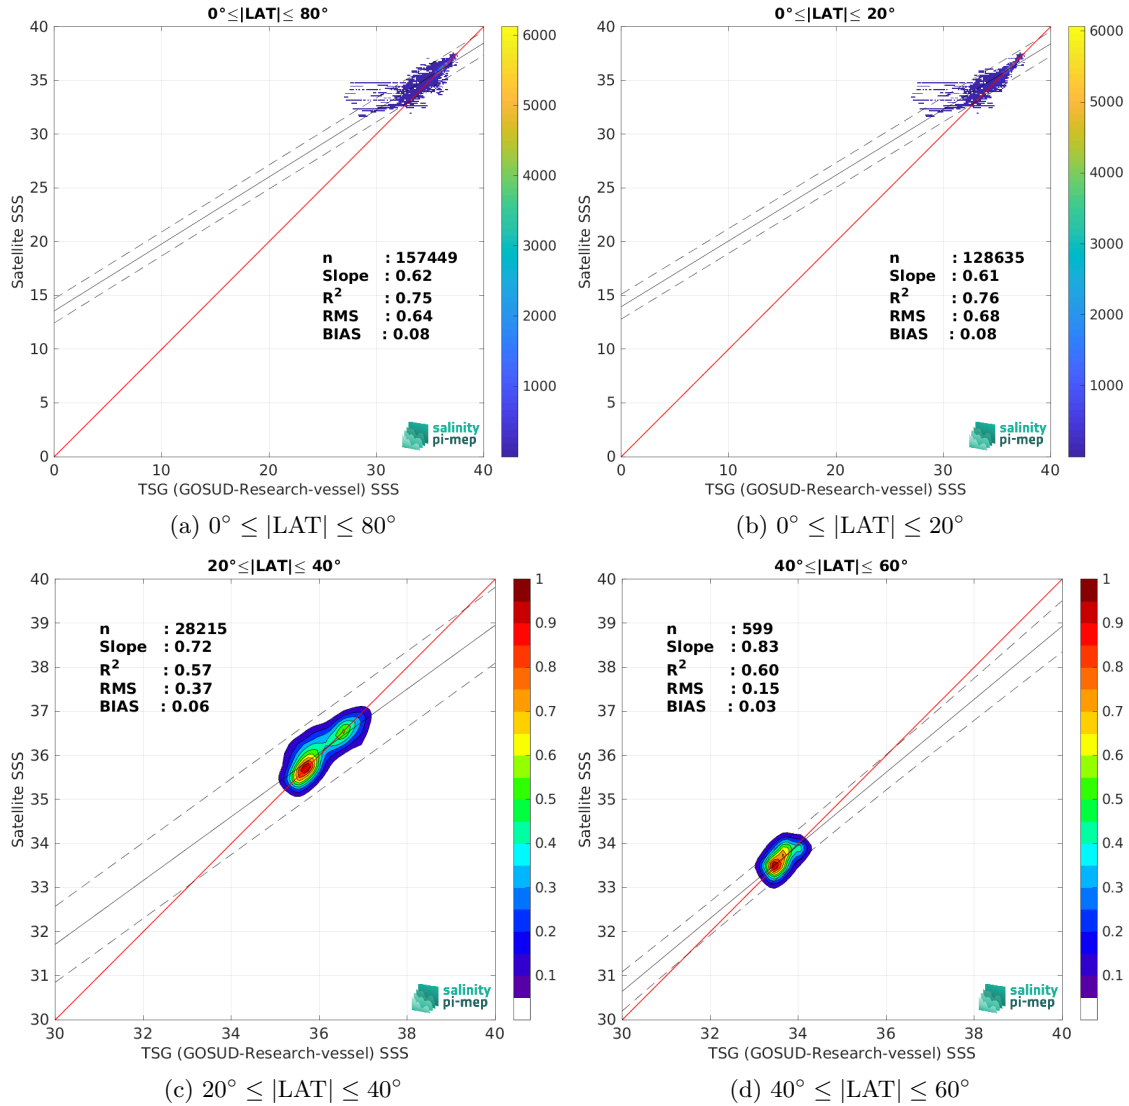 0°≤|LAT|≤ 80°
40
35
30
25
20
15
10
5
0
Satellite SSS
n : 157449
Slope : 0.62
R² : 0.75
RMS : 0.64
BIAS : 0.08
salinity
pi-mep
0 10 20 30 40
TSG (GOSUD-Research-vessel) SSS
6000
5000
4000
3000
2000
1000
(a) 0° ≤ |LAT| ≤ 80°
0°≤|LAT|≤ 20°
40
35
30
25
20
15
10
5
0
Satellite SSS
n : 128635
Slope : 0.61
R² : 0.76
RMS : 0.68
BIAS : 0.08
salinity
pi-mep
0 10 20 30 40
TSG (GOSUD-Research-vessel) SSS
6000
5000
4000
3000
2000
1000
(b) 0° ≤ |LAT| ≤ 20°
20°≤|LAT|≤ 40°
40
39
38
37
36
35
34
33
32
31
30
Satellite SSS
n : 28215
Slope : 0.72
R² : 0.57
RMS : 0.37
BIAS : 0.06
salinity
pi-mep
30 32 34 36 38 40
TSG (GOSUD-Research-vessel) SSS
1
0.9
0.8
0.7
0.6
0.5
0.4
0.3
0.2
0.1
(c) 20° ≤ |LAT| ≤ 40°
40°≤|LAT|≤ 60°
40
39
38
37
36
35
34
33
32
31
30
Satellite SSS
n : 599
Slope : 0.83
R² : 0.60
RMS : 0.15
BIAS : 0.03
salinity
pi-mep
30 32 34 36 38 40
TSG (GOSUD-Research-vessel) SSS
1
0.9
0.8
0.7
0.6
0.5
0.4
0.3
0.2
0.1
(d) 40° ≤ |LAT| ≤ 60°